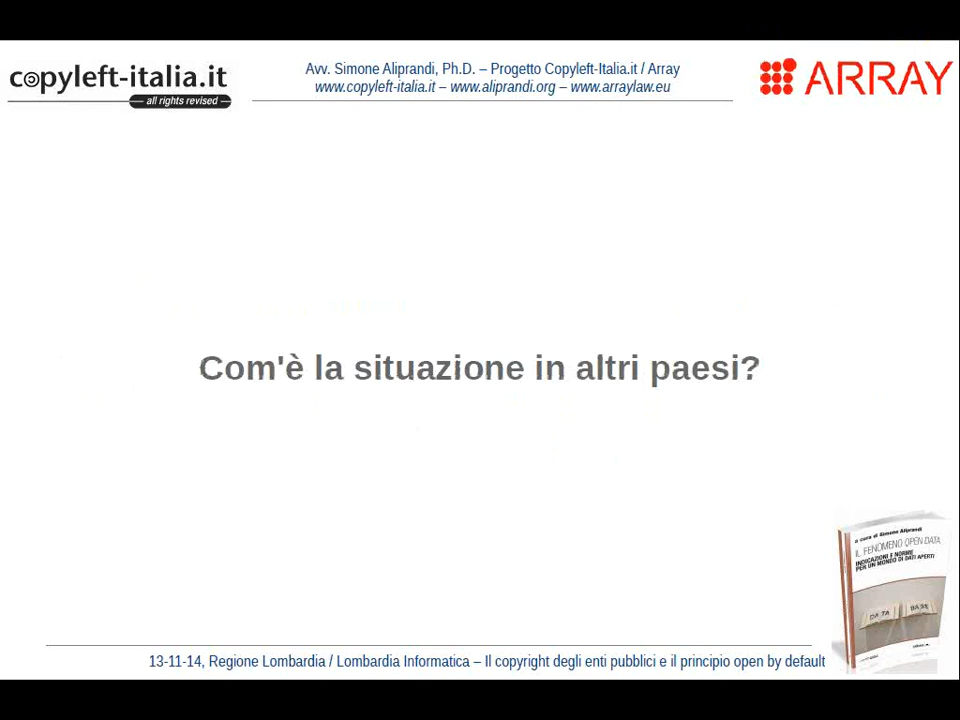 copyleft-italia.it
all rights revised
Avv. Simone Aliprandi, Ph.D. – Progetto Copyleft-Italia.it / Array
www.copyleft-italia.it – www.aliprandi.org – www.arraylaw.eu
ARRAY
Com'è la situazione in altri paesi?
a cura di Simone Aliprandi
IL FENOMENO OPEN DATA
INDICAZIONI E NORME
PER UN MONDO DI DATI APERTI
DA TA
BA SE
13-11-14, Regione Lombardia / Lombardia Informatica – Il copyright degli enti pubblici e il principio open by default